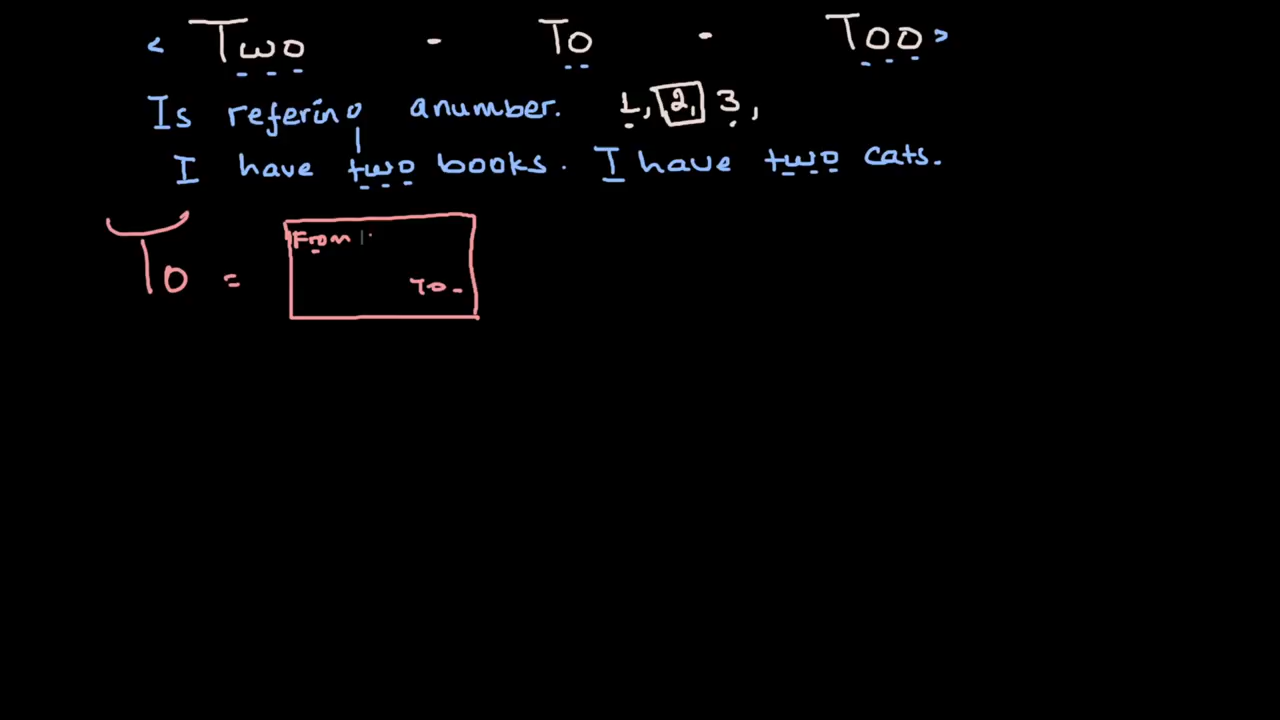 < Two - To - Too >
Is referino anumber. 1, 2, 3,
I have two books. I have two cats.
To =
From
To